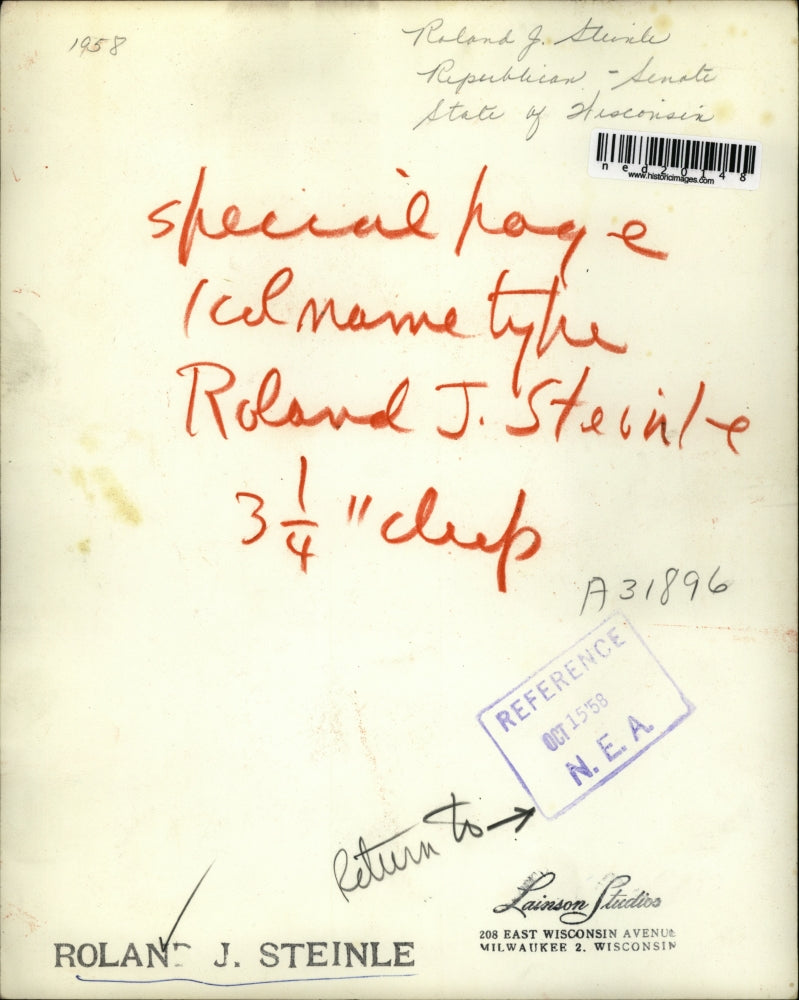 1958
Roland J. Steinle
Republican - Senate
State of Wisconsin
ned20148
www.historicimages.com
special page
1 col name type
Roland J. Steinle
3 1/4 " deep
A31896
REFERENCE
OCT 15 '58
N. E. A.
Return to →
Lainson Studios
208 EAST WISCONSIN AVENUE
MILWAUKEE 2, WISCONSIN
ROLAND J. STEINLE